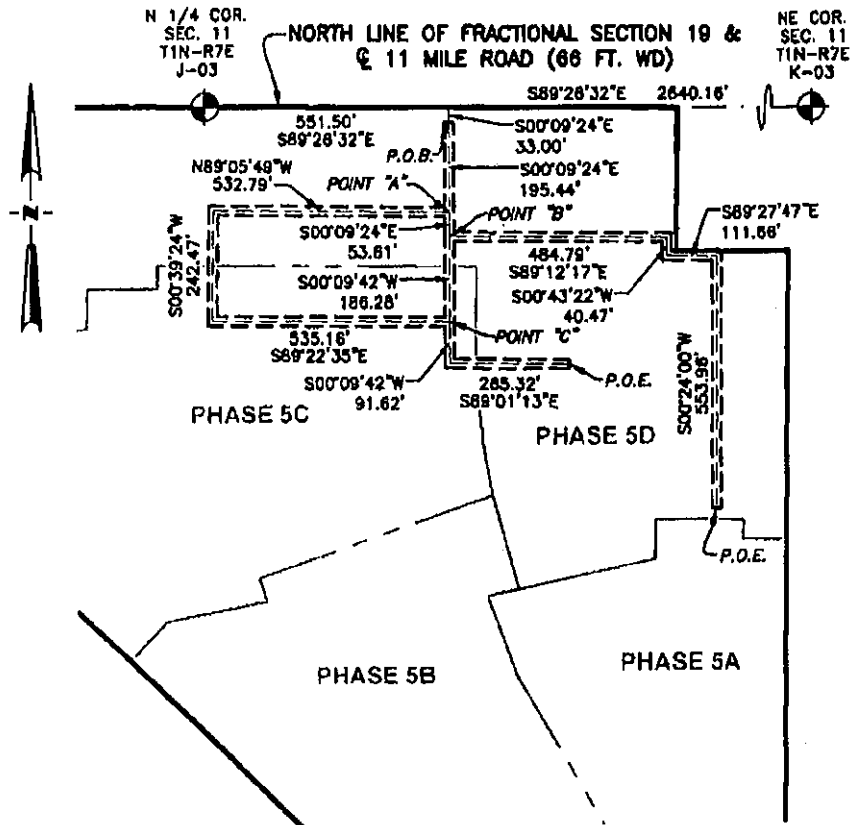 N 1/4 COR.
SEC. 11
T1N-R7E
J-03
NORTH LINE OF FRACTIONAL SECTION 19 &
℄ 11 MILE ROAD (66 FT. WD)
NE COR.
SEC. 11
T1N-R7E
K-03
S89°26'32"E 2640.16'
551.50'
S89°26'32"E
S00°09'24"E
33.00'
P.O.B.
S00°09'24"E
195.44'
N89°05'49"W
532.79'
POINT "A"
POINT "B"
S89°27'47"E
111.66'
N
S00°39'24"W
242.47'
S00°09'24"E
53.61'
484.79'
S89°12'17"E
S00°09'42"W
186.28'
S00°43'22"W
40.47'
535.16'
S89°22'35"E
POINT "C"
S00°09'42"W
91.62'
265.32'
S89°01'13"E
P.O.E.
S00°24'00"W
553.96'
PHASE 5C
PHASE 5D
P.O.E.
PHASE 5B
PHASE 5A